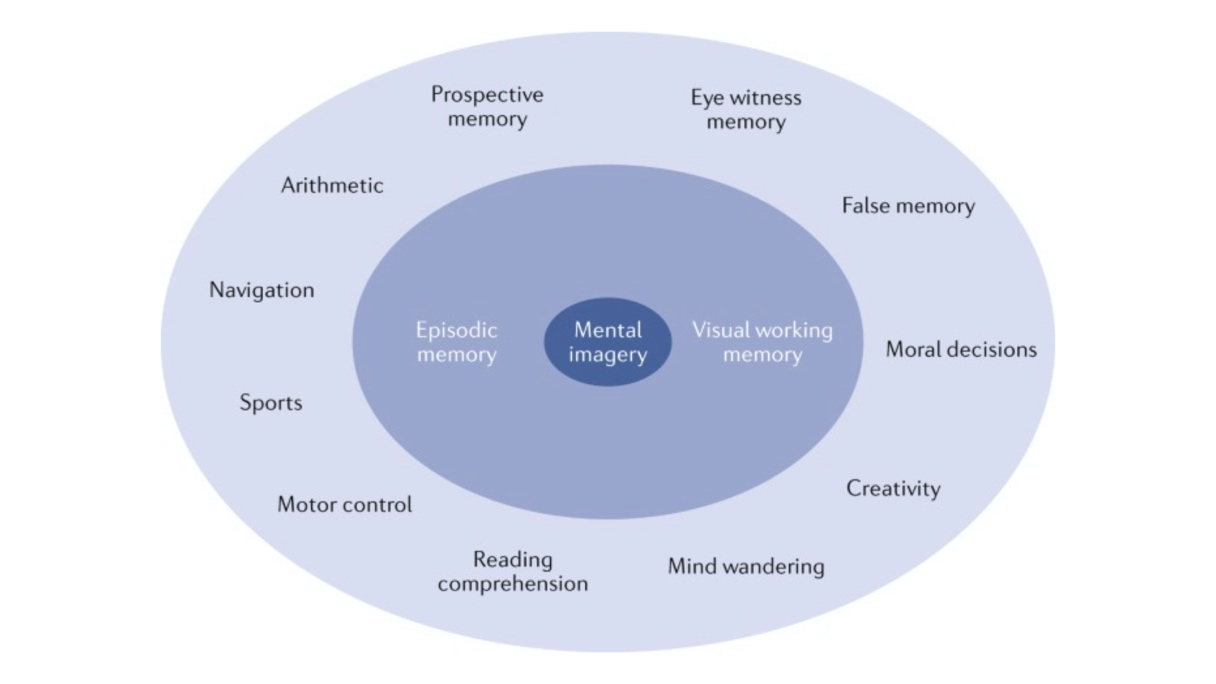 Prospective
memory
Eye witness
memory
Arithmetic
False memory
Navigation
Episodic
memory
Mental
imagery
Visual working
memory
Moral decisions
Sports
Creativity
Motor control
Reading
comprehension
Mind wandering